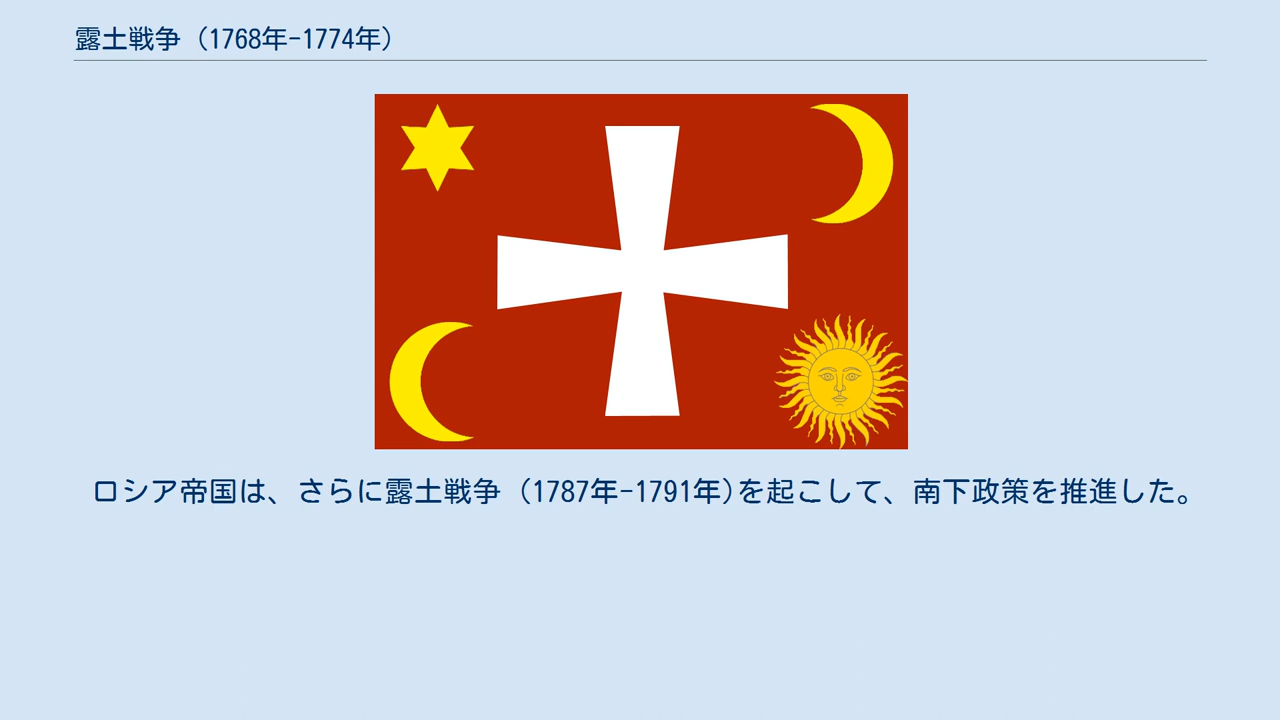 露土戦争 (1768年-1774年)
ロシア帝国は、さらに露土戦争 (1787年-1791年)を起こして、南下政策を推進した。